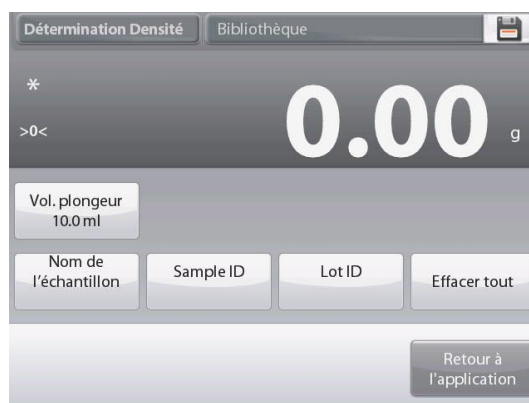 Détermination Densité Bibliothèque
*
>0< 0.00 g
Vol. plongeur
10.0 ml
Nom de
l'échantillon
Sample ID
Lot ID
Effacer tout
Retour à
l'application